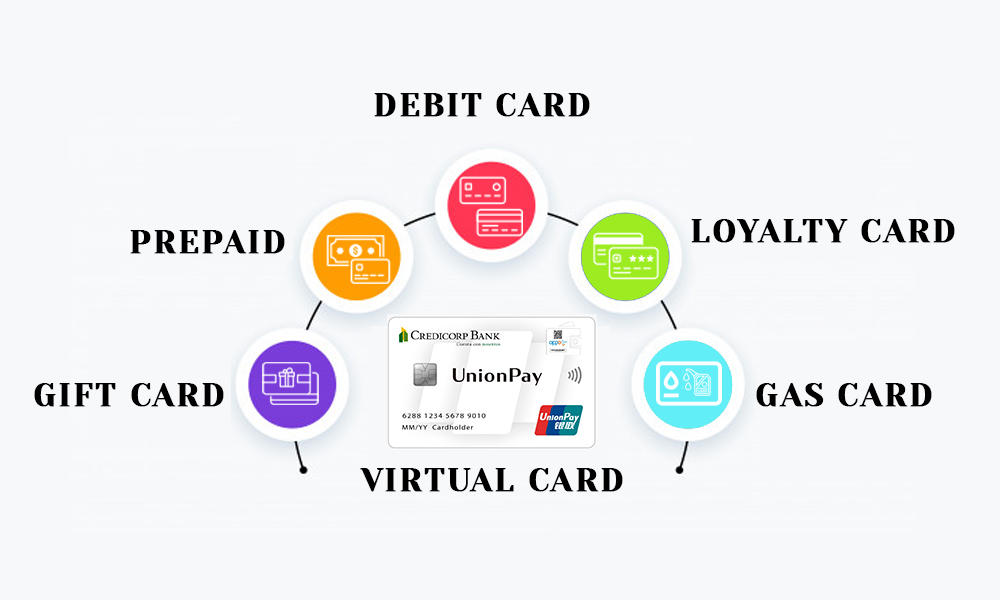 DEBIT CARD
PREPAID
LOYALTY CARD
GIFT CARD
GAS CARD
CREDICORP BANK
Cuenta con nosotros
UnionPay
6288 1234 5678 9010
MM/YY Cardholder
UnionPay
银联
VIRTUAL CARD